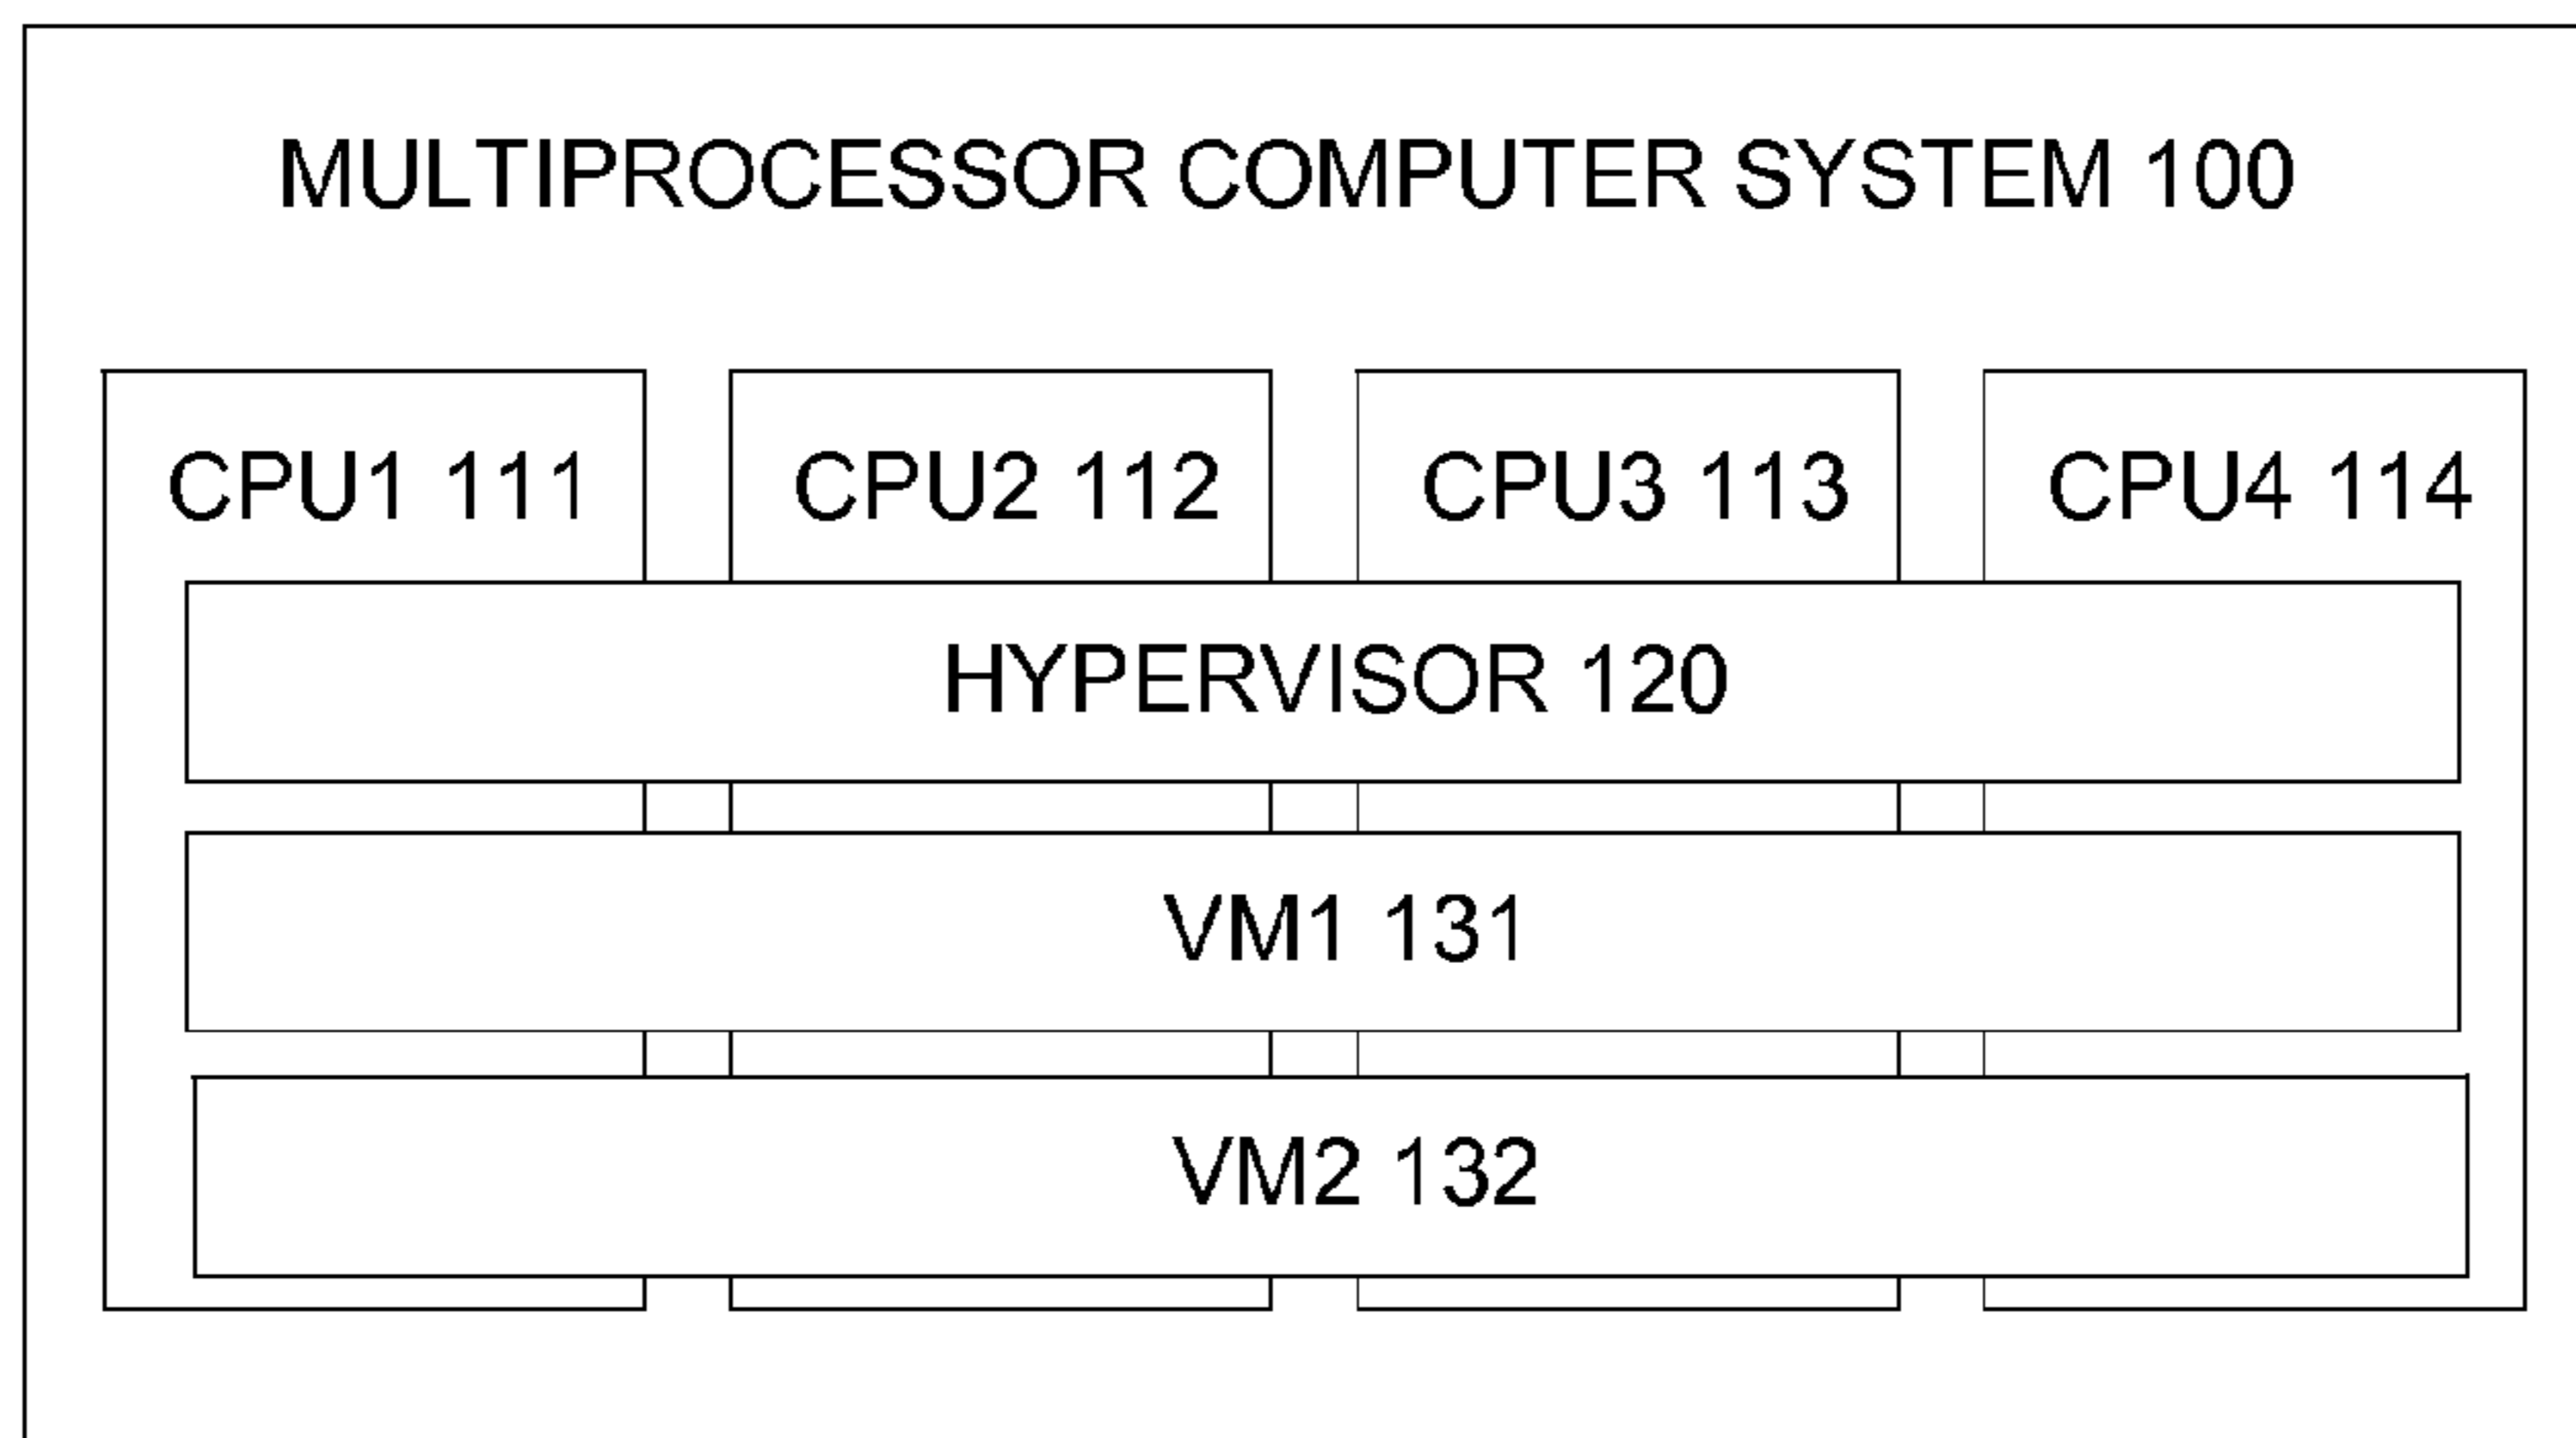 MULTIPROCESSOR COMPUTER SYSTEM 100
CPU1 111
CPU2 112
CPU3 113
CPU4 114
HYPERVISOR 120
VM1 131
VM2 132